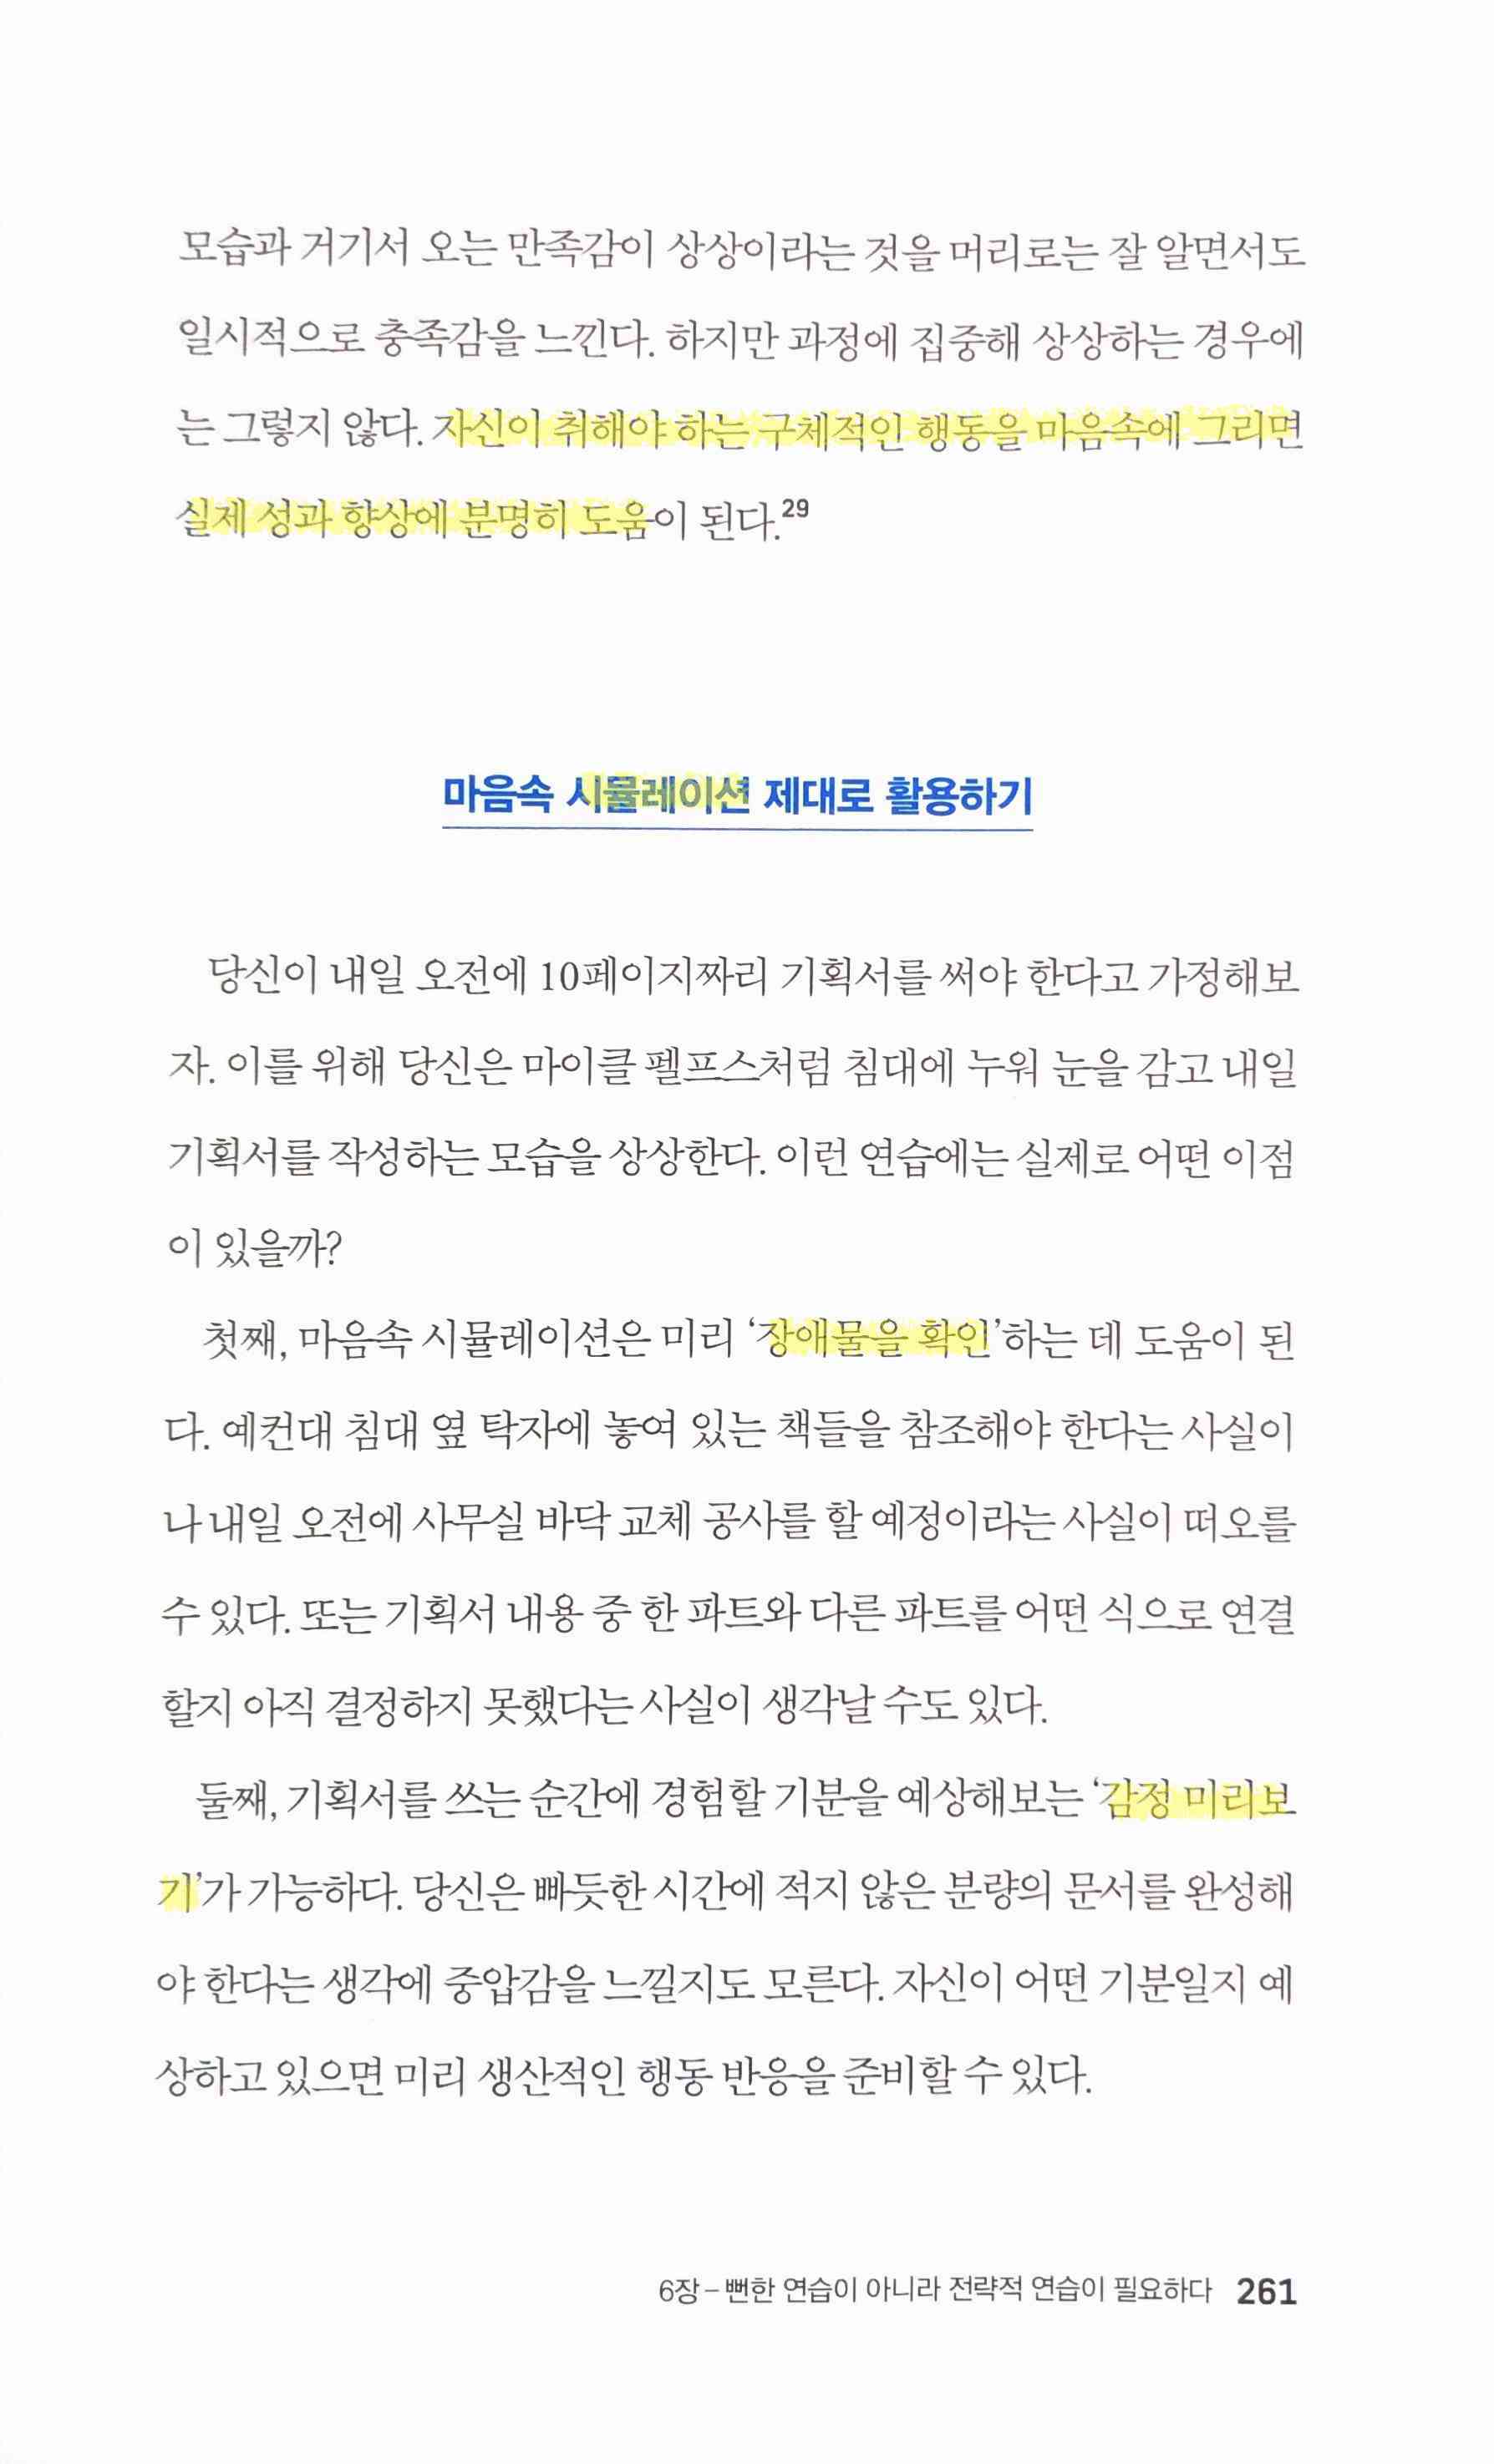 모습과 거기서 오는 만족감이 상상이라는 것을 머리로는 잘 알면서도
일시적으로 충족감을 느낀다. 하지만 과정에 집중해 상상하는 경우에
는 그렇지 않다. 자신이 취해야 하는 구체적인 행동을 마음속에 그리면
실제 성과 향상에 분명히 도움이 된다.29
마음속 시뮬레이션 제대로 활용하기
당신이 내일 오전에 10페이지짜리 기획서를 써야 한다고 가정해보
자. 이를 위해 당신은 마이클 펠프스처럼 침대에 누워 눈을 감고 내일
기획서를 작성하는 모습을 상상한다. 이런 연습에는 실제로 어떤 이점
이 있을까?
첫째, 마음속 시뮬레이션은 미리 ‘장애물을 확인’하는 데 도움이 된
다. 예컨대 침대 옆 탁자에 놓여 있는 책들을 참조해야 한다는 사실이
나 내일 오전에 사무실 바닥 교체 공사를 할 예정이라는 사실이 떠오를
수 있다. 또는 기획서 내용 중 한 파트와 다른 파트를 어떤 식으로 연결
할지 아직 결정하지 못했다는 사실이 생각날 수도 있다.
둘째, 기획서를 쓰는 순간에 경험할 기분을 예상해보는 ‘감정 미리보
기’가 가능하다. 당신은 빠듯한 시간에 적지 않은 분량의 문서를 완성해
야 한다는 생각에 중압감을 느낄지도 모른다. 자신이 어떤 기분일지 예
상하고 있으면 미리 생산적인 행동 반응을 준비할 수 있다.
6장 – 뻔한 연습이 아니라 전략적 연습이 필요하다 261